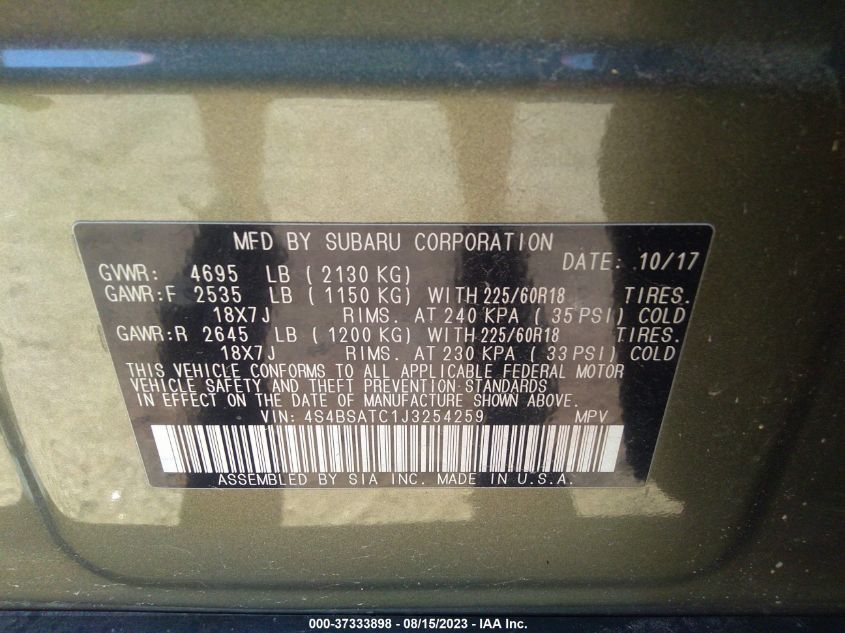 MFD BY SUBARU CORPORATION
DATE: 10/17
GVWR: 4695 LB ( 2130 KG)
GAWR:F 2535 LB ( 1150 KG) WITH 225/60R18 TIRES.
18X7J RIMS. AT 240 KPA ( 35 PSI) COLD
GAWR:R 2645 LB ( 1200 KG) WITH 225/60R18 TIRES.
18X7J RIMS. AT 230 KPA ( 33 PSI) COLD
THIS VEHICLE CONFORMS TO ALL APPLICABLE FEDERAL MOTOR
VEHICLE SAFETY AND THEFT PREVENTION STANDARDS
IN EFFECT ON THE DATE OF MANUFACTURE SHOWN ABOVE.
VIN: 4S4BSATC1J3254259 MPV
ASSEMBLED BY SIA INC. MADE IN U.S.A.
000-37333898 - 08/15/2023 - IAA Inc.